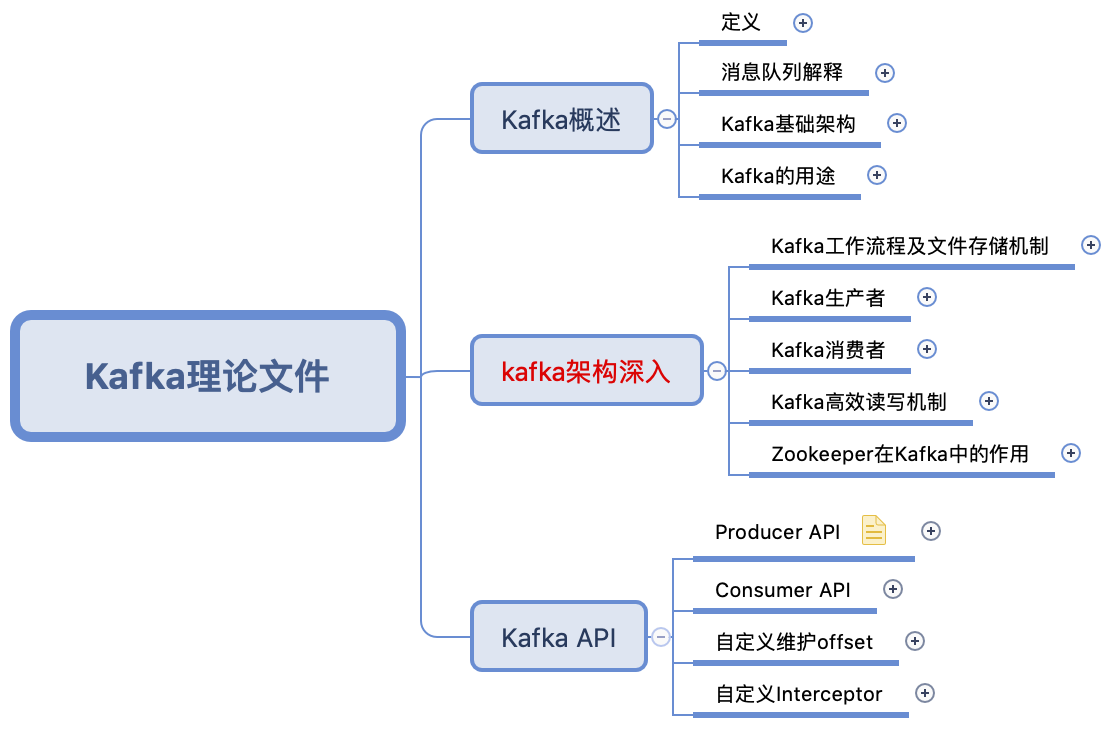 Kafka理论文件
Kafka概述
定义
消息队列解释
Kafka基础架构
Kafka的用途
kafka架构深入
Kafka工作流程及文件存储机制
Kafka生产者
Kafka消费者
Kafka高效读写机制
Zookeeper在Kafka中的作用
Kafka API
Producer API
Consumer API
自定义维护offset
自定义Interceptor